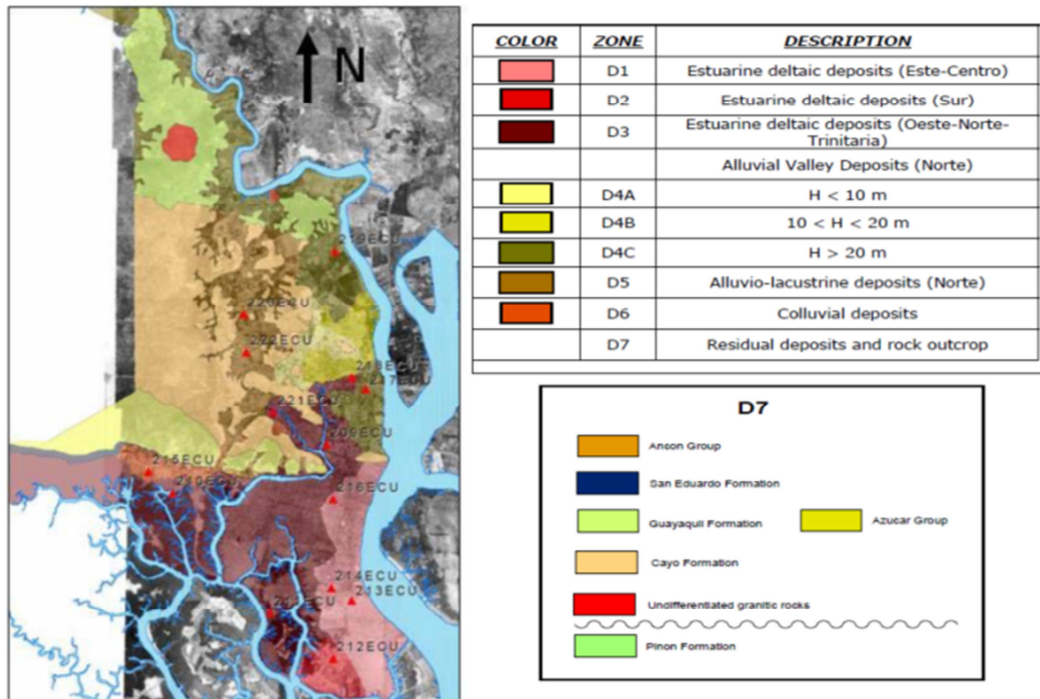 N
219ECU
220ECU
222ECU
218ECU
217ECU
221ECU
209ECU
215ECU
210ECU
216ECU
214ECU
213ECU
212ECU
COLOR ZONE DESCRIPTION
D1 Estuarine deltaic deposits (Este-Centro)
D2 Estuarine deltaic deposits (Sur)
D3 Estuarine deltaic deposits (Oeste-Norte-
Trinitaria)
Alluvial Valley Deposits (Norte)
D4A H < 10 m
D4B 10 < H < 20 m
D4C H > 20 m
D5 Alluvio-lacustrine deposits (Norte)
D6 Colluvial deposits
D7 Residual deposits and rock outcrop
D7
Ancon Group
San Eduardo Formation
Guayaquil Formation Azucar Group
Cayo Formation
Undifferentiated granitic rocks
Pinon Formation